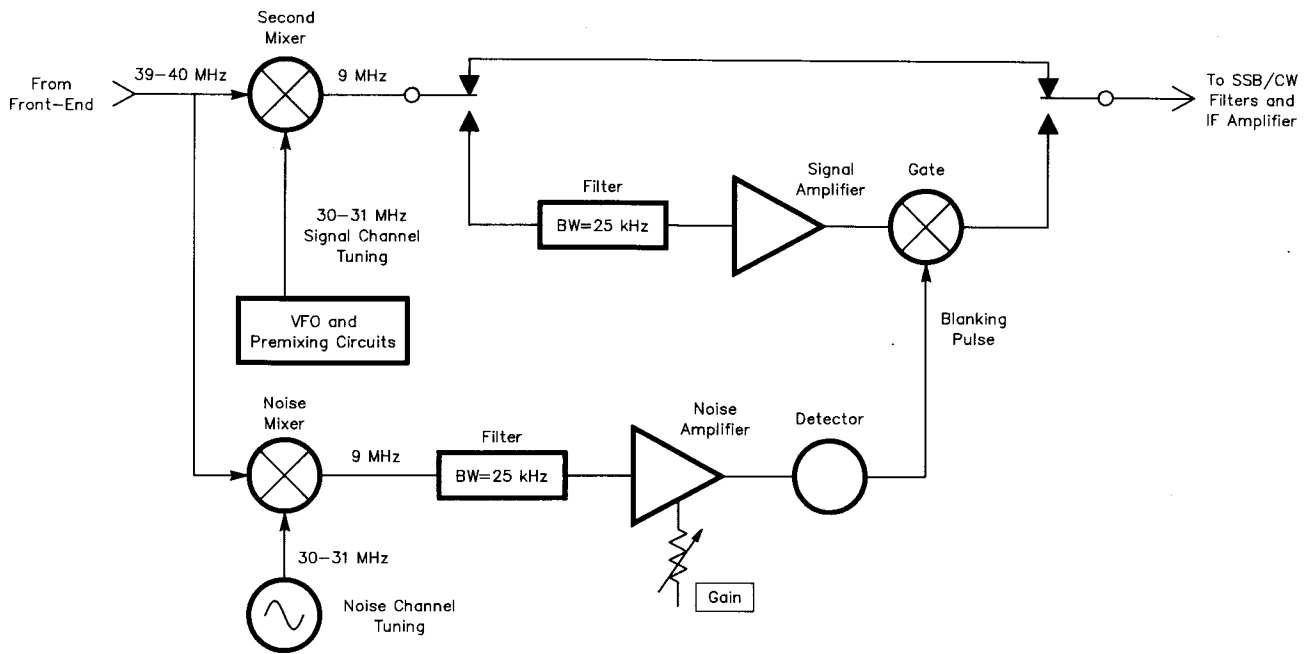 Second
Mixer
39-40 MHz
9 MHz
From
Front-End
To SSB/CW
Filters and
IF Amplifier
Signal
Amplifier
Gate
Filter
BW=25 kHz
30-31 MHz
Signal Channel
Tuning
VFO and
Premixing Circuits
Blanking
Pulse
Noise
Mixer
9 MHz
Filter
BW=25 kHz
Noise
Amplifier
Detector
30-31 MHz
Noise Channel
Tuning
Gain